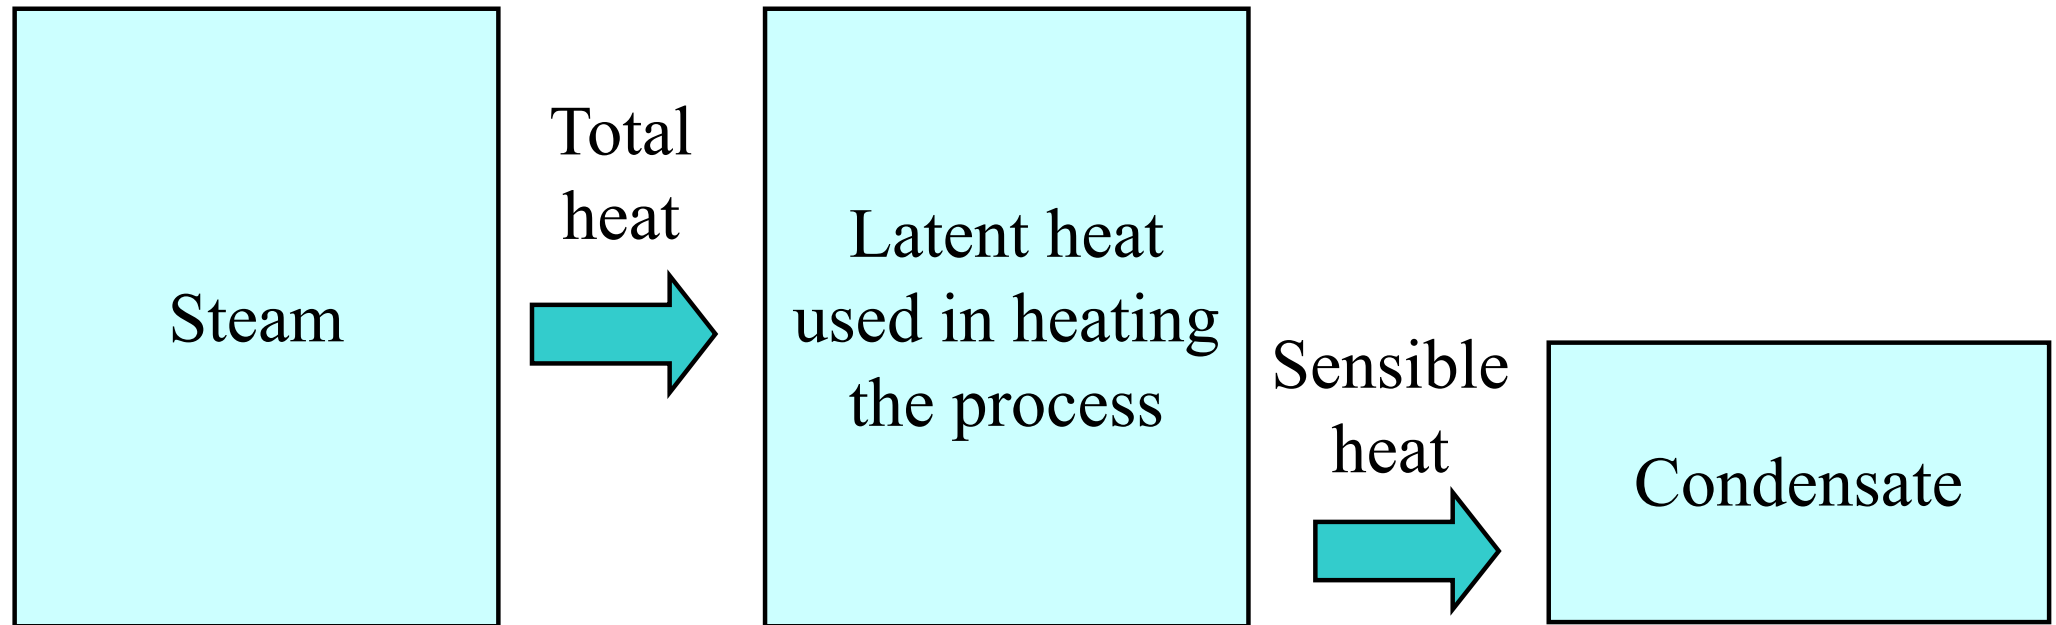 Steam
Total
heat
Latent heat
used in heating
the process
Sensible
heat
Condensate